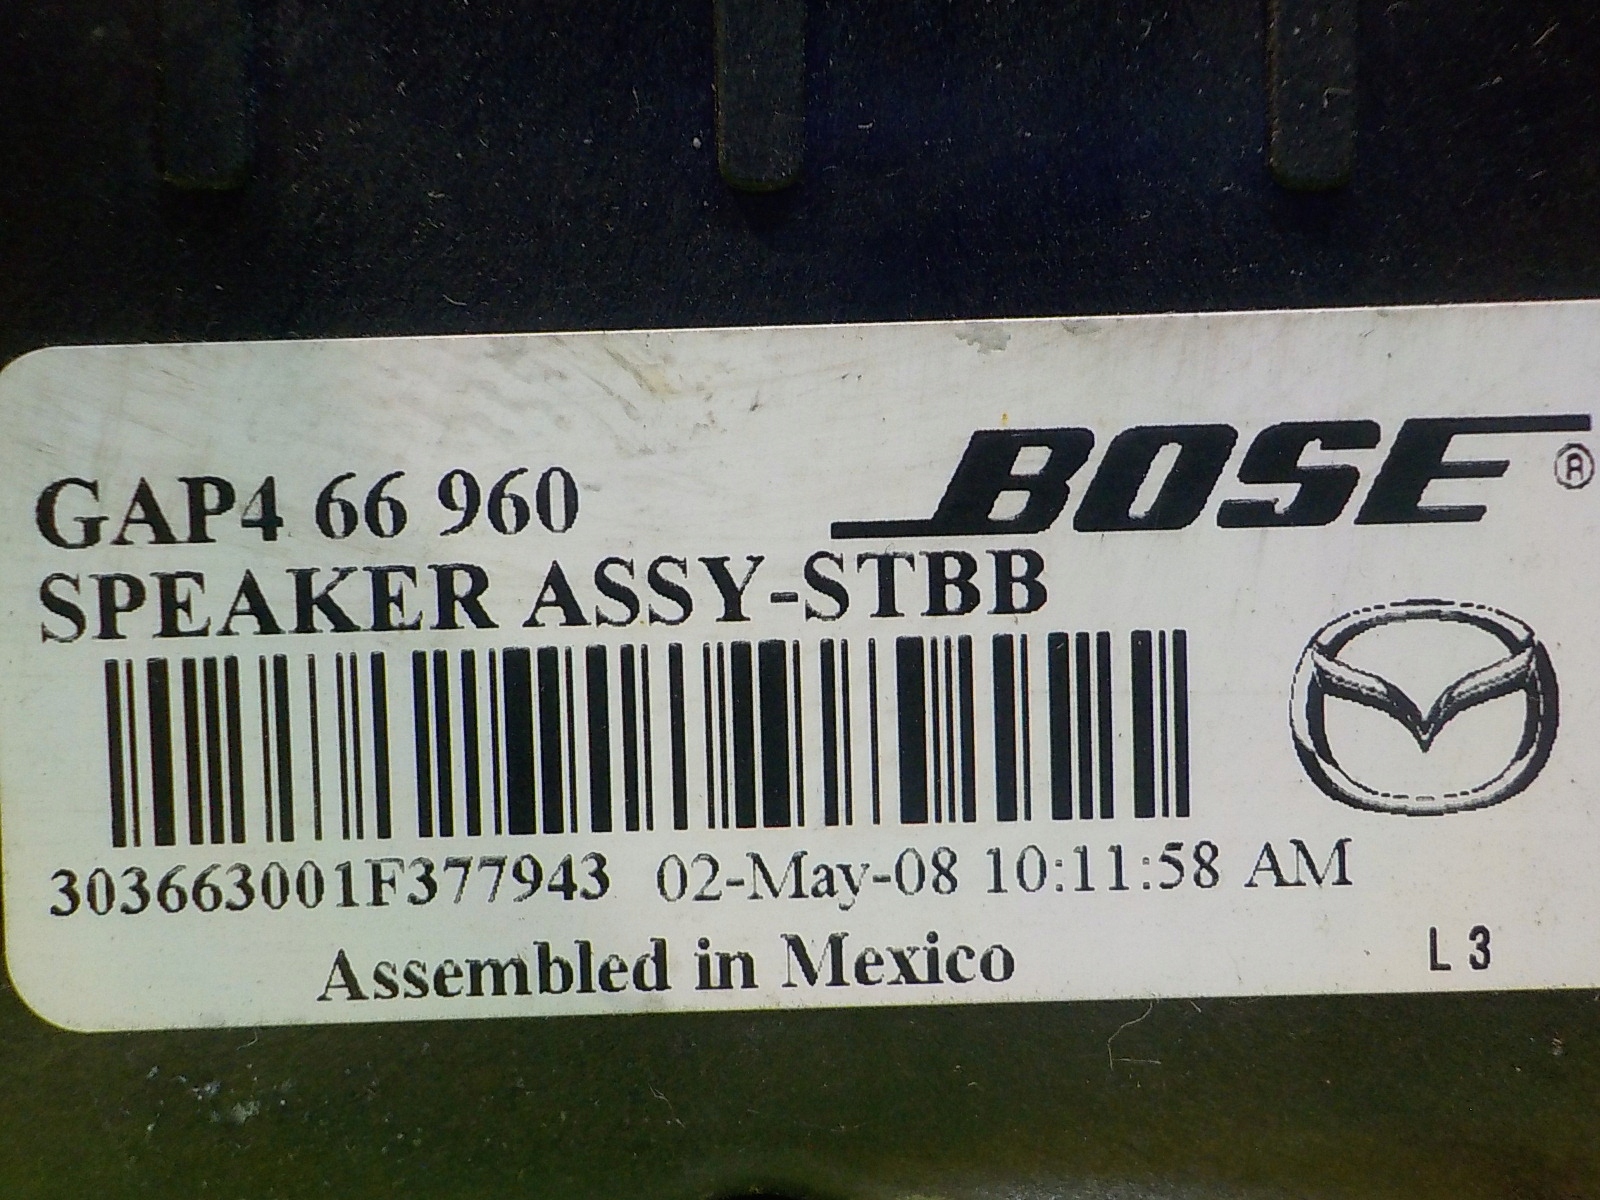 BOSE ®
GAP4 66 960
SPEAKER ASSY-STBB
303663001F377943 02-May-08 10:11:58 AM
Assembled in Mexico
L 3